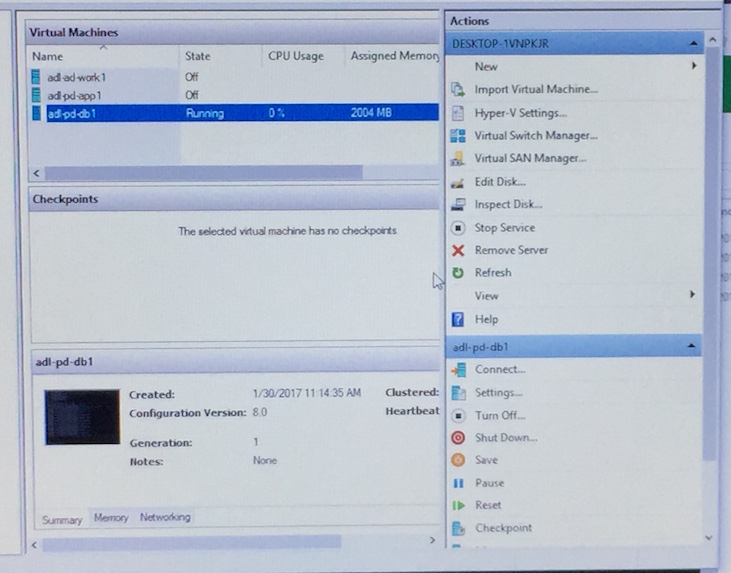 Virtual Machines
Name State CPU Usage Assigned Memory
adl-ad-work1 Off
adl-pd-app1 Off
adl-pd-db1 Running 0 % 2004 MB
Checkpoints
The selected virtual machine has no checkpoints
adl-pd-db1
Created: 1/30/2017 11:14:35 AM Clustered:
Configuration Version: 8.0 Heartbeat
Generation: 1
Notes: None
Summary Memory Networking
Actions
DESKTOP-1VNPKJR
New
Import Virtual Machine...
Hyper-V Settings...
Virtual Switch Manager...
Virtual SAN Manager...
Edit Disk...
Inspect Disk...
Stop Service
Remove Server
Refresh
View
Help
adl-pd-db1
Connect...
Settings...
Turn Off...
Shut Down...
Save
Pause
Reset
Checkpoint